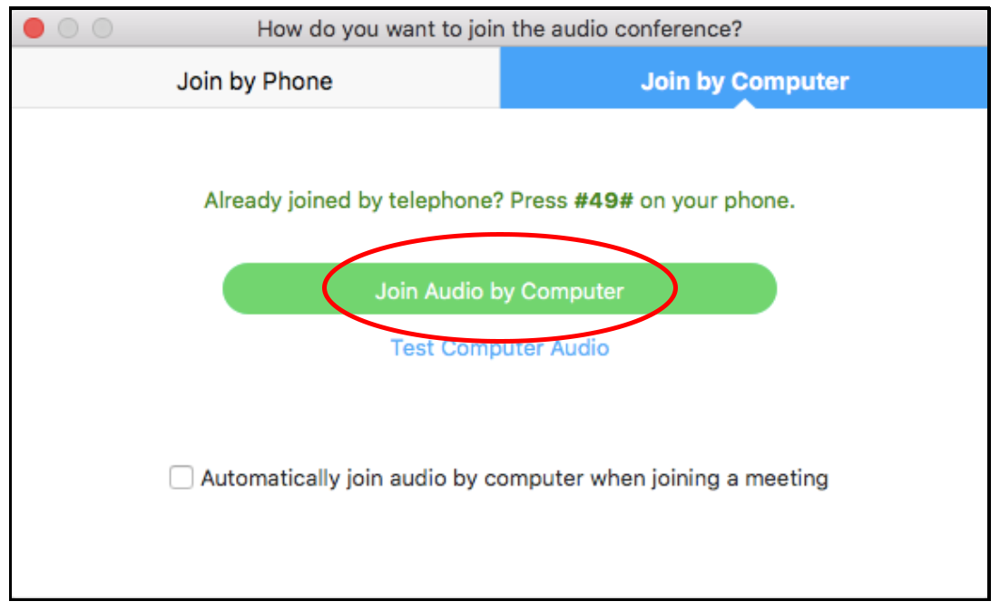 How do you want to join the audio conference?
Join by Phone
Join by Computer
Already joined by telephone? Press #49# on your phone.
Join Audio by Computer
Test Computer Audio
Automatically join audio by computer when joining a meeting